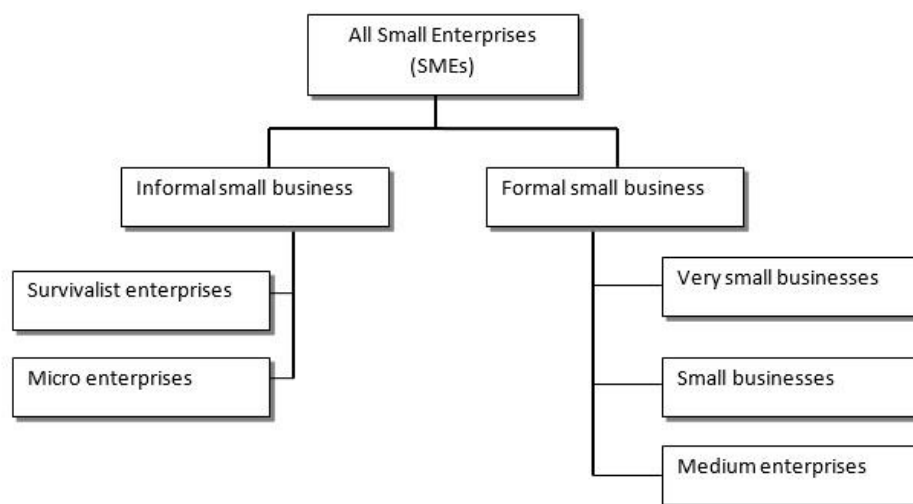 All Small Enterprises
(SMEs)
Informal small business
Formal small business
Survivalist enterprises
Micro enterprises
Very small businesses
Small businesses
Medium enterprises